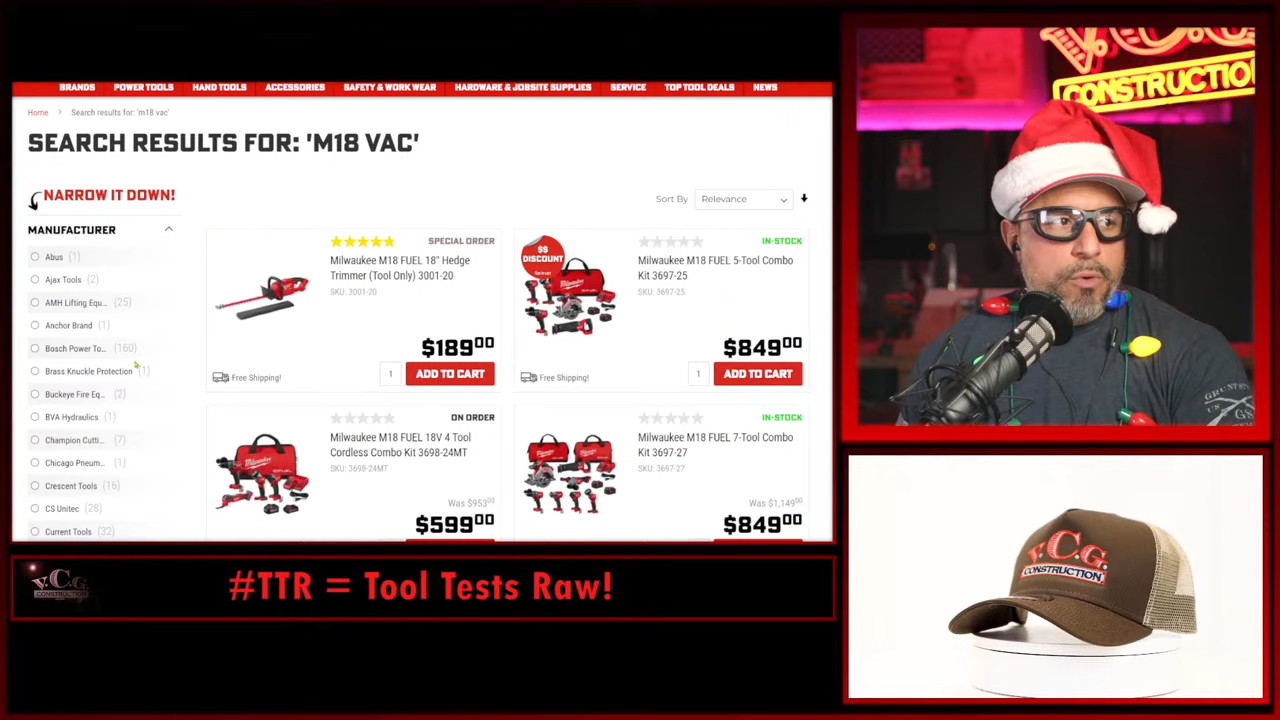 BRANDS POWER TOOLS HAND TOOLS ACCESSORIES SAFETY & WORK WEAR HARDWARE & JOBSITE SUPPLIES SERVICE TOP TOOL DEALS NEWS
Home > Search results for: 'm18 vac'
SEARCH RESULTS FOR: 'M18 VAC'
NARROW IT DOWN!
Sort By Relevance
MANUFACTURER
Abus (1)
Ajax Tools (2)
AMH Lifting Equ... (25)
Anchor Brand (1)
Bosch Power To... (160)
Brass Knuckle Protection (1)
Buckeye Fire Eq... (2)
BVA Hydraulics (1)
Champion Cutti... (7)
Chicago Pneum... (1)
Crescent Tools (16)
CS Unitec (28)
Current Tools (32)
SPECIAL ORDER
Milwaukee M18 FUEL 18" Hedge
Trimmer (Tool Only) 3001-20
SKU: 3001-20
$189.00
Free Shipping!
1
ADD TO CART
$$
DISCOUNT
IN-STOCK
Milwaukee M18 FUEL 5-Tool Combo
Kit 3697-25
SKU: 3697-25
$849.00
Free Shipping!
1
ADD TO CART
ON ORDER
Milwaukee M18 FUEL 18V 4 Tool
Cordless Combo Kit 3698-24MT
SKU: 3698-24MT
Was $953.00
$599.00
IN-STOCK
Milwaukee M18 FUEL 7-Tool Combo
Kit 3697-27
SKU: 3697-27
Was $1,149.00
$849.00
V.C.G.
CONSTRUCTION
#TTR = Tool Tests Raw!
V.C.G.
CONSTRUCTIO
V.C.G.
CONSTRUCTION